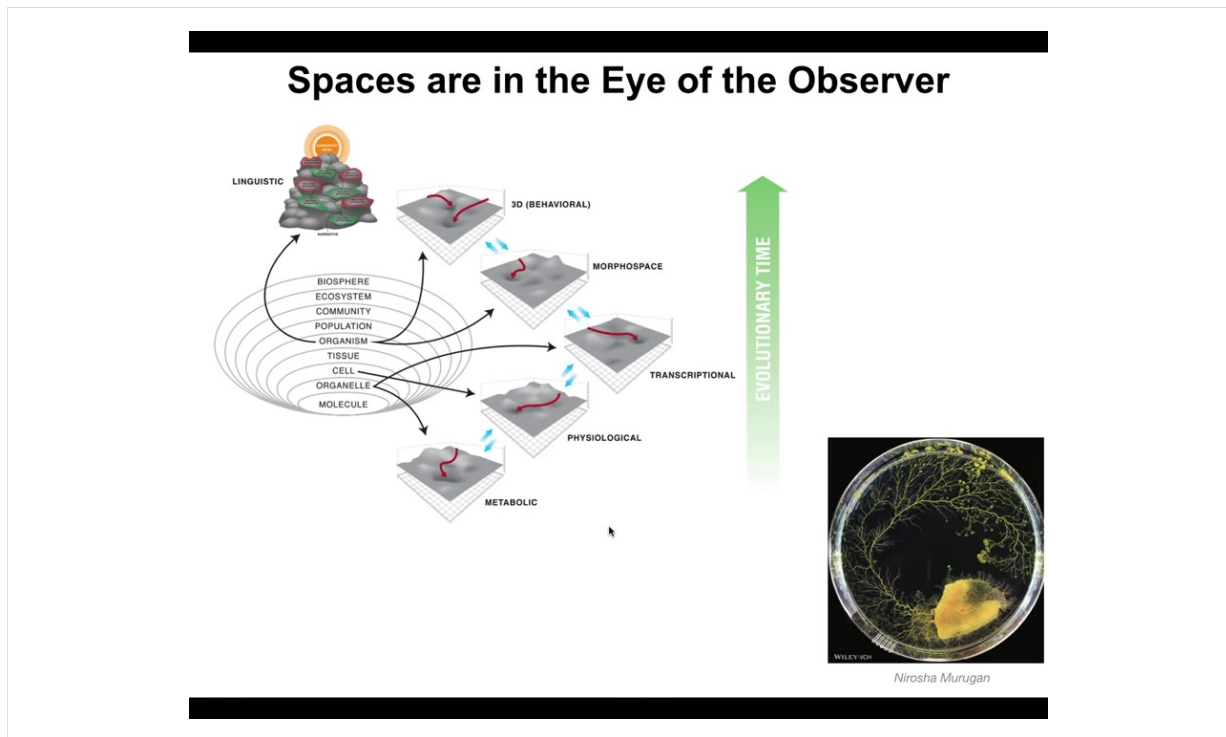 Spaces are in the Eye of the Observer
LINGUISTIC
NARRATIVE
3D (BEHAVIORAL)
MORPHOSPACE
TRANSCRIPTIONAL
PHYSIOLOGICAL
METABOLIC
BIOSPHERE
ECOSYSTEM
COMMUNITY
POPULATION
ORGANISM
TISSUE
CELL
ORGANELLE
MOLECULE
EVOLUTIONARY TIME
WILEY-VCH
Nirosha Murugan